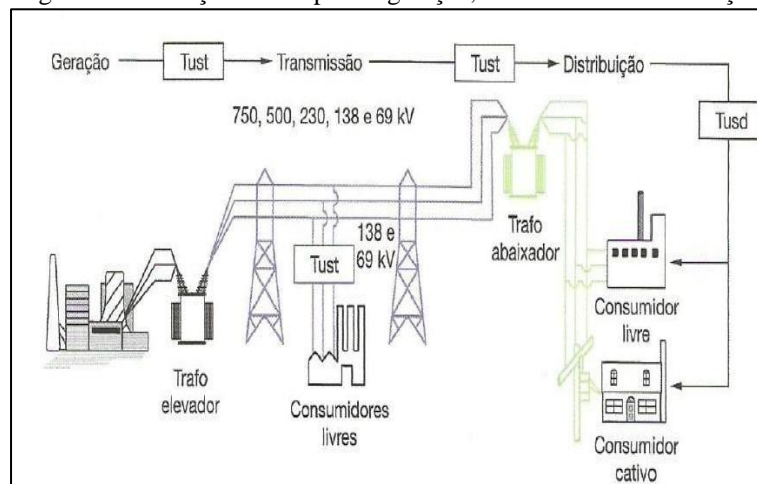 Geração Tust Transmissão Tust Distribuição
Tusd
750, 500, 230, 138 e 69 kV
138 e
69 kV
Tust
Trafo
abaixador
Consumidor
livre
Trafo
elevador
Consumidores
livres
Consumidor
cativo